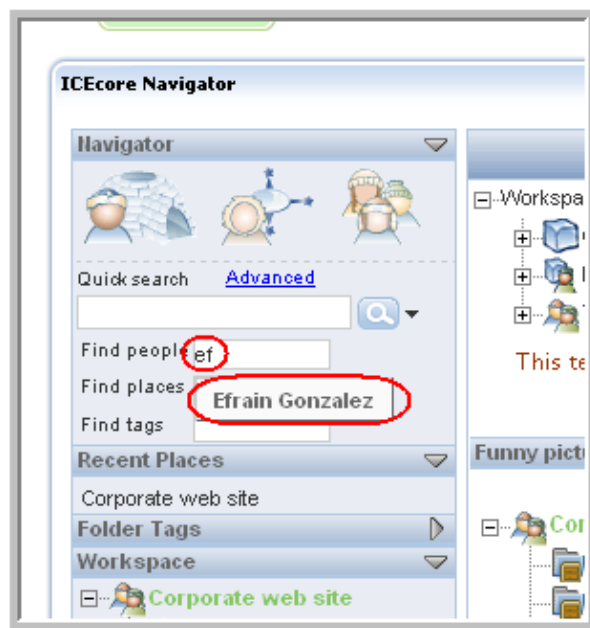 ICEcore Navigator
Navigator
Quick search Advanced
Find people ef
Find places
Efrain Gonzalez
Find tags
Recent Places
Corporate web site
Folder Tags
Workspace
Corporate web site
Workspa
This te
Funny pictu
Cor